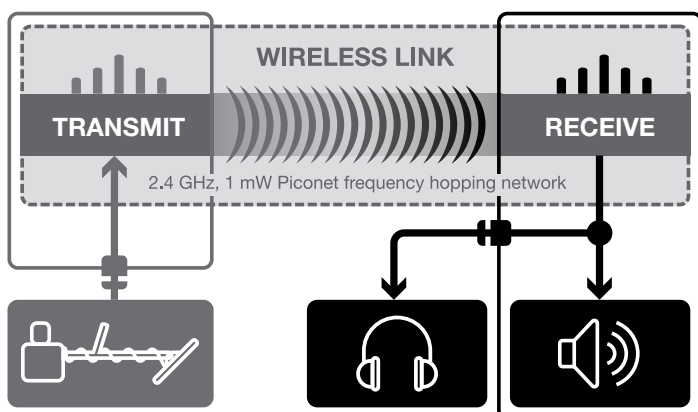 WIRELESS LINK
TRANSMIT
RECEIVE
2.4 GHz, 1 mW Piconet frequency hopping network